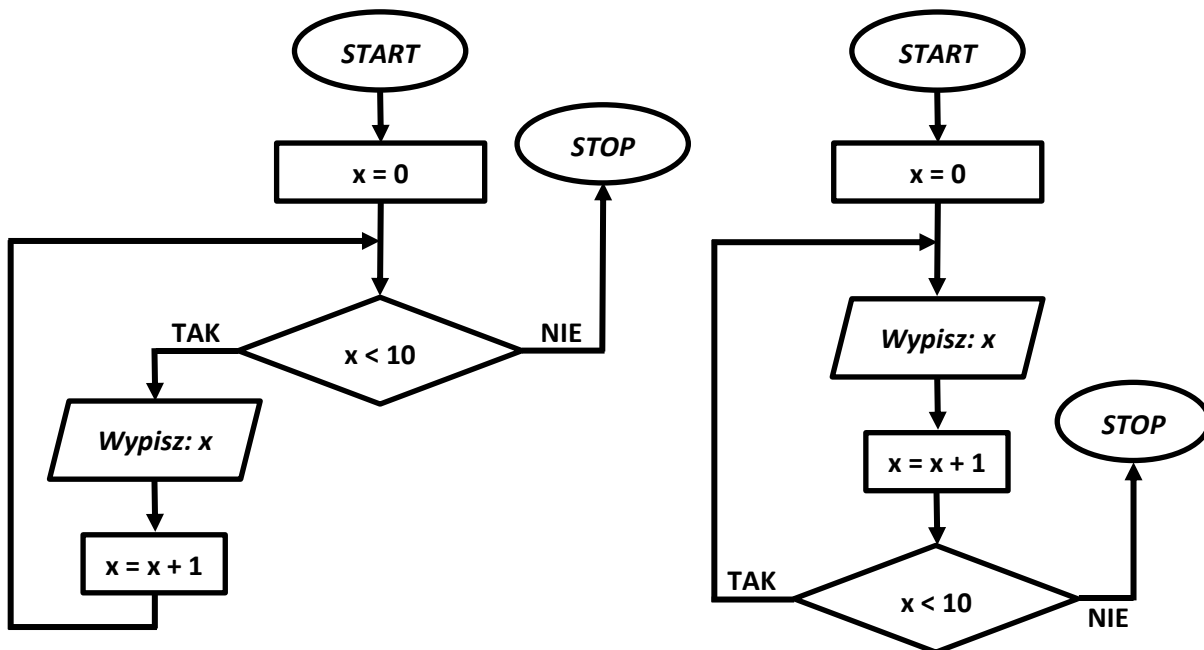 START
x = 0
STOP
TAK
x < 10
NIE
Wypisz: x
x = x + 1
START
x = 0
Wypisz: x
x = x + 1
STOP
TAK
x < 10
NIE